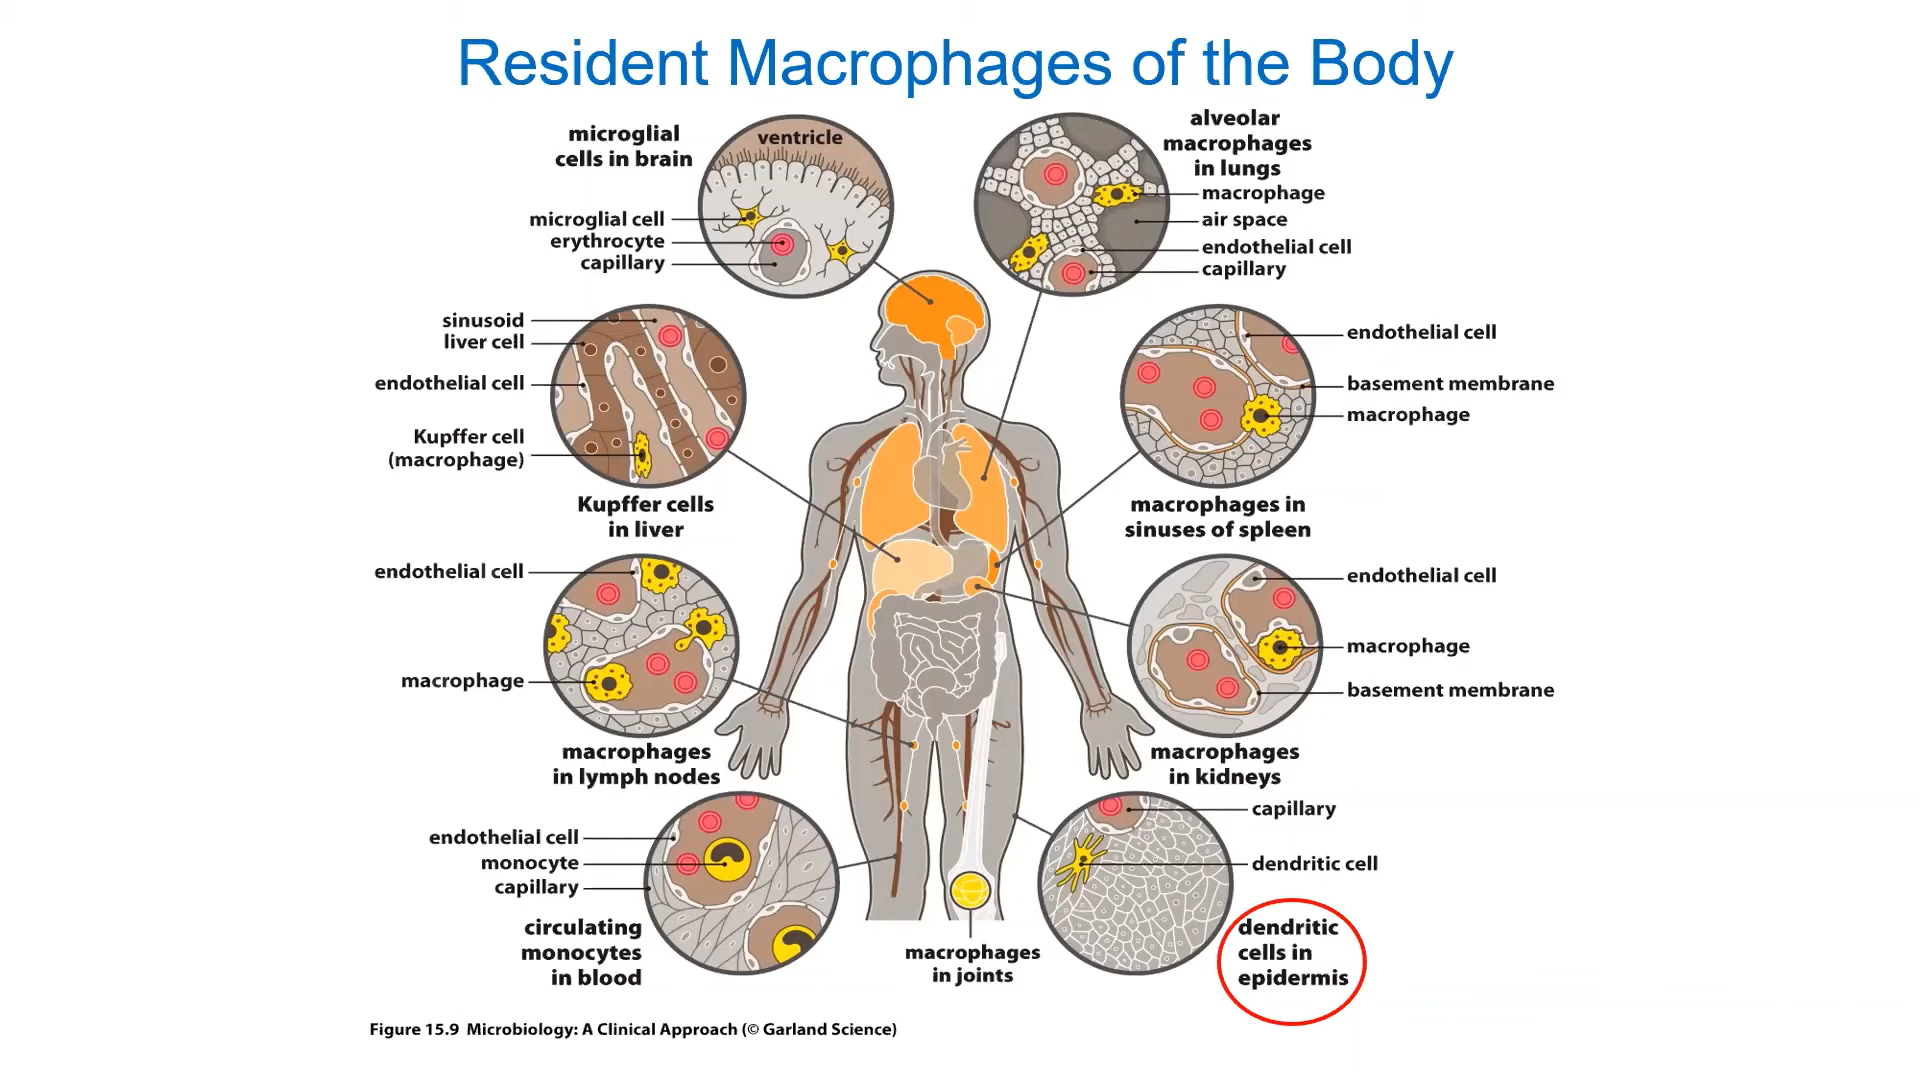 Resident Macrophages of the Body
microglial
cells in brain
ventricle
microglial cell
erythrocyte
capillary
alveolar
macrophages
in lungs
macrophage
air space
endothelial cell
capillary
sinusoid
liver cell
endothelial cell
Kupffer cell
(macrophage)
Kupffer cells
in liver
endothelial cell
basement membrane
macrophage
macrophages in
sinuses of spleen
endothelial cell
macrophage
macrophages
in lymph nodes
endothelial cell
macrophage
basement membrane
macrophages
in kidneys
endothelial cell
monocyte
capillary
circulating
monocytes
in blood
macrophages
in joints
capillary
dendritic cell
dendritic
cells in
epidermis
Figure 15.9 Microbiology: A Clinical Approach (© Garland Science)